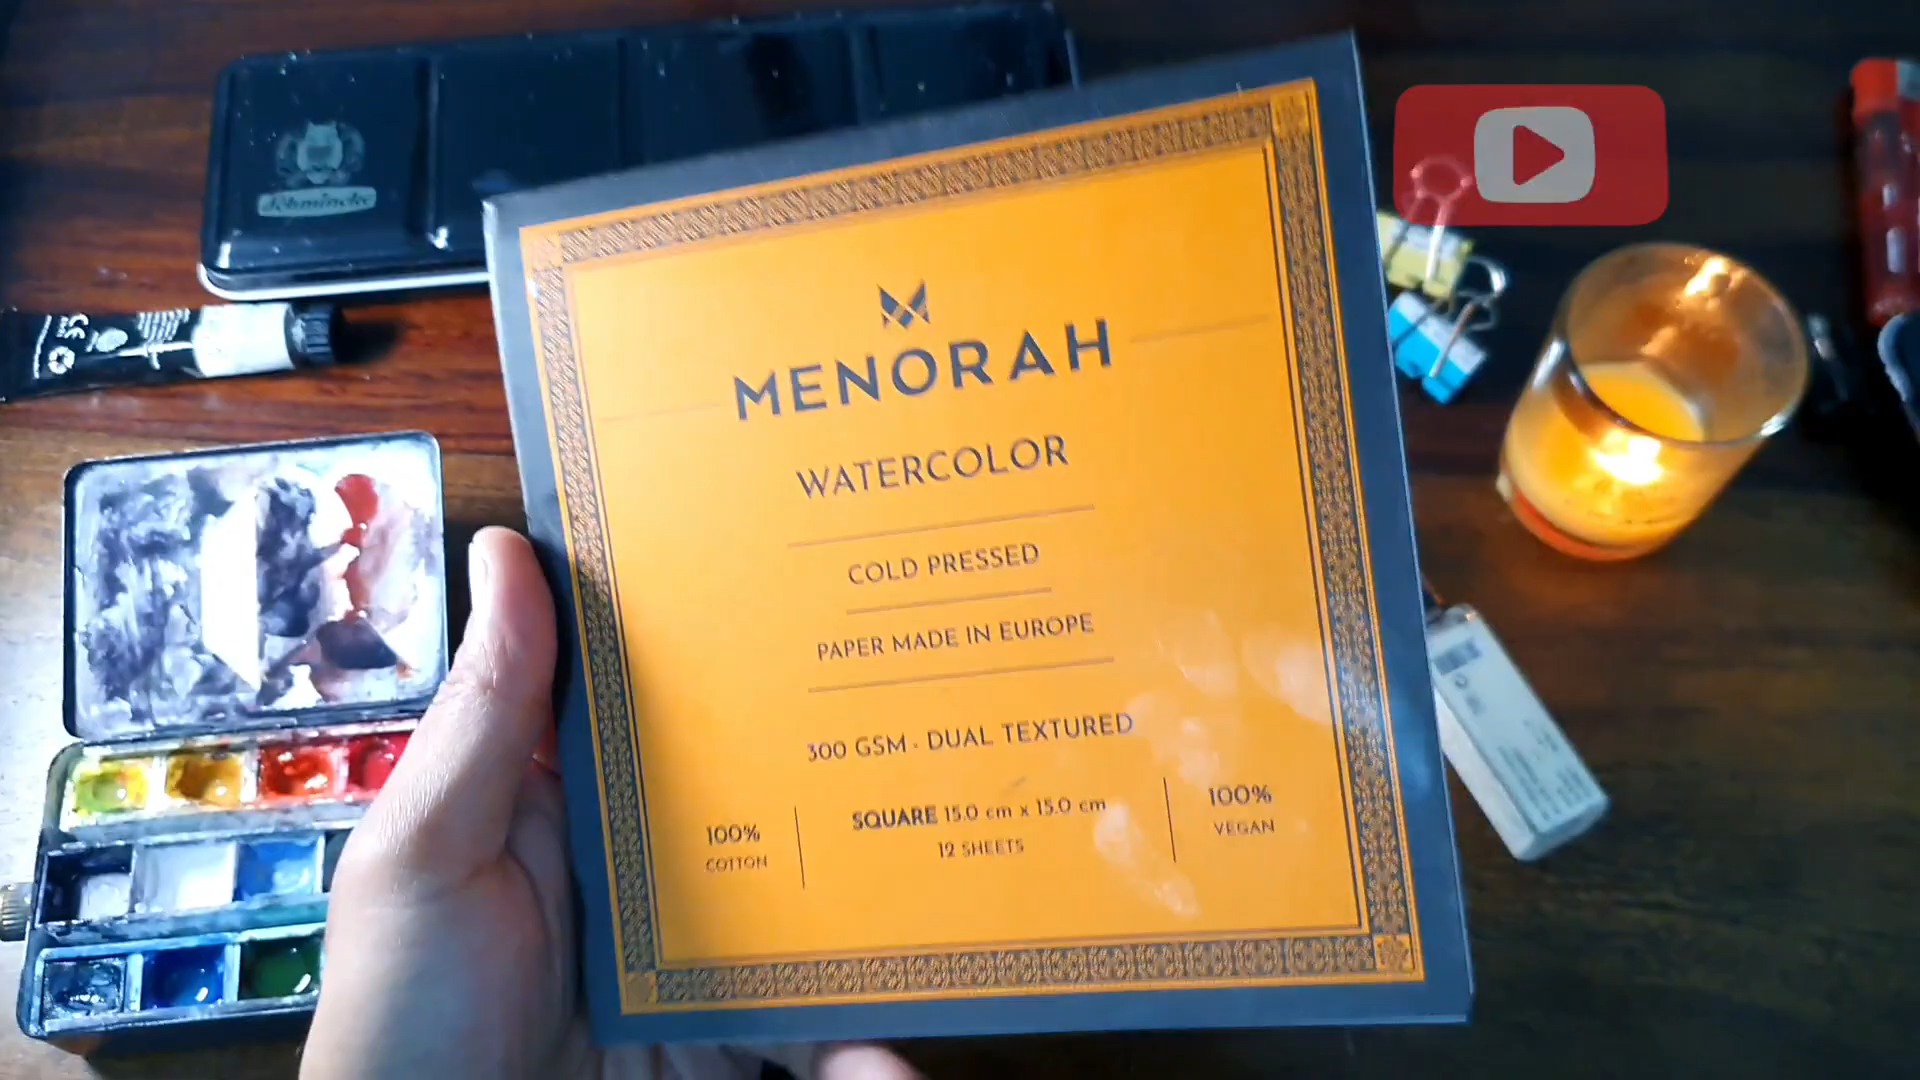 Schmincke
MENORAH
WATERCOLOR
COLD PRESSED
PAPER MADE IN EUROPE
300 GSM - DUAL TEXTURED
100%
COTTON
SQUARE 15.0 cm x 15.0 cm
12 SHEETS
100%
VEGAN